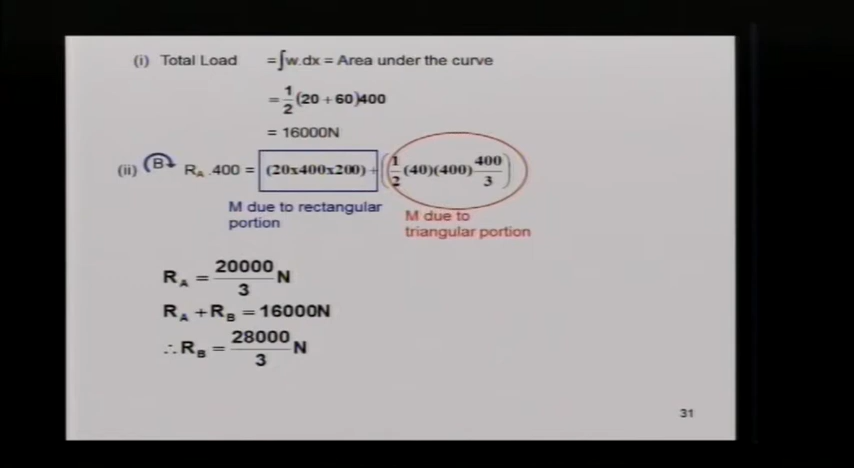 (i) Total Load =∫w.dx = Area under the curve
= 1/2 (20 + 60)400
= 16000N
(ii) B R_A .400 = (20x400x200) + (1/2 (40)(400) 400/3)
M due to rectangular
portion
M due to
triangular portion
R_A = 20000/3 N
R_A + R_B = 16000N
∴ R_B = 28000/3 N
31